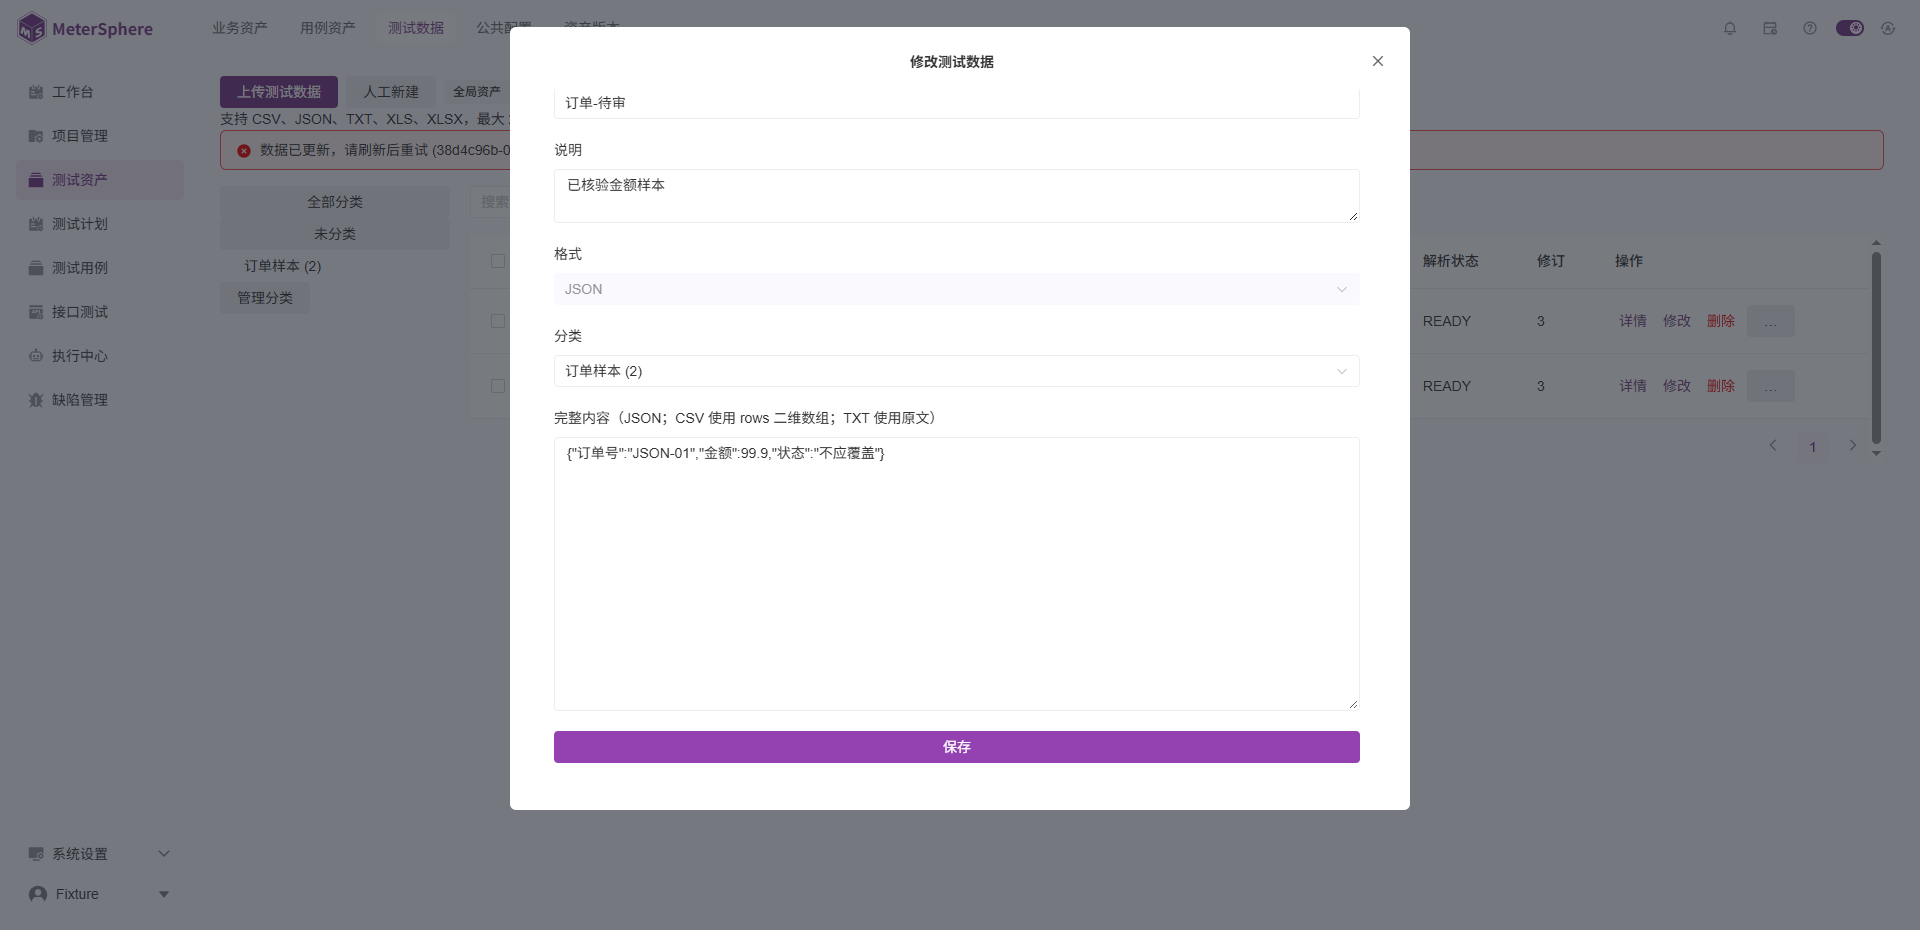 MeterSphere
业务资产 用例资产 测试数据 公共配置 资产版本
工作台
项目管理
测试资产
测试计划
测试用例
接口测试
执行中心
缺陷管理
系统设置
Fixture
上传测试数据 人工新建 全局资产
支持 CSV、JSON、TXT、XLS、XLSX，最大
数据已更新，请刷新后重试 (38d4c96b-0
全部分类
未分类
订单样本 (2)
管理分类
搜索
修改测试数据
订单-待审
说明
已核验金额样本
格式
JSON
分类
订单样本 (2)
完整内容（JSON；CSV 使用 rows 二维数组；TXT 使用原文）
{"订单号":"JSON-01","金额":99.9,"状态":"不应覆盖"}
保存
解析状态 修订 操作
READY 3 详情 修改 删除 ...
READY 3 详情 修改 删除 ...
1